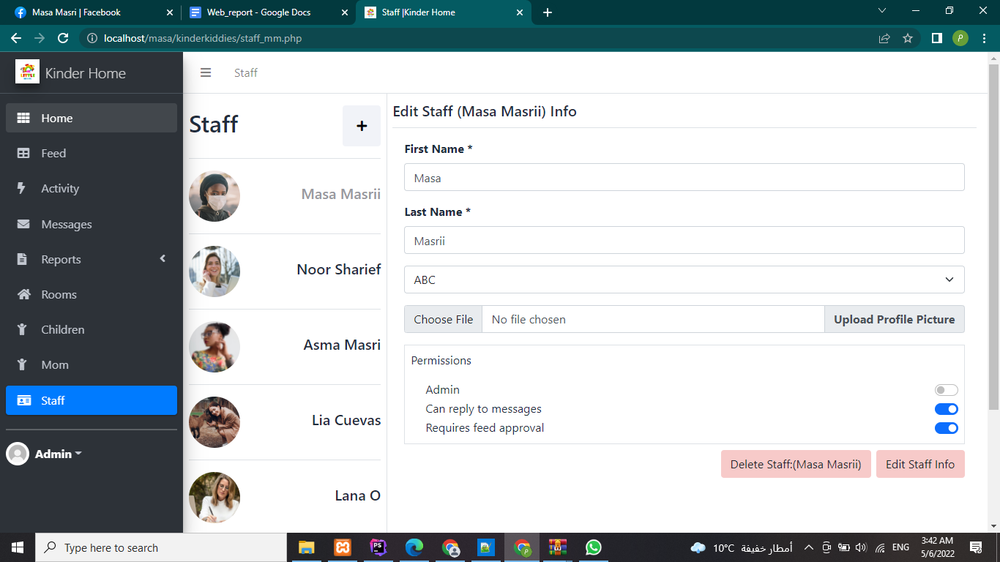 Masa Masri | Facebook
Web_report - Google Docs
Staff |Kinder Home
localhost/masa/kinderkiddies/staff_mm.php
P
LITTLE
Kinder Home
Staff
Home
Feed
Activity
Messages
Reports
Rooms
Children
Mom
Staff
Admin
Staff
+
Masa Masrii
Noor Sharief
Asma Masri
Lia Cuevas
Lana O
Edit Staff (Masa Masrii) Info
First Name *
Masa
Last Name *
Masrii
ABC
Choose File
No file chosen
Upload Profile Picture
Permissions
Admin
Can reply to messages
Requires feed approval
Delete Staff:(Masa Masrii)
Edit Staff Info
Type here to search
PS
P
10°C
أمطار خفيفة
ENG
3:42 AM
5/6/2022